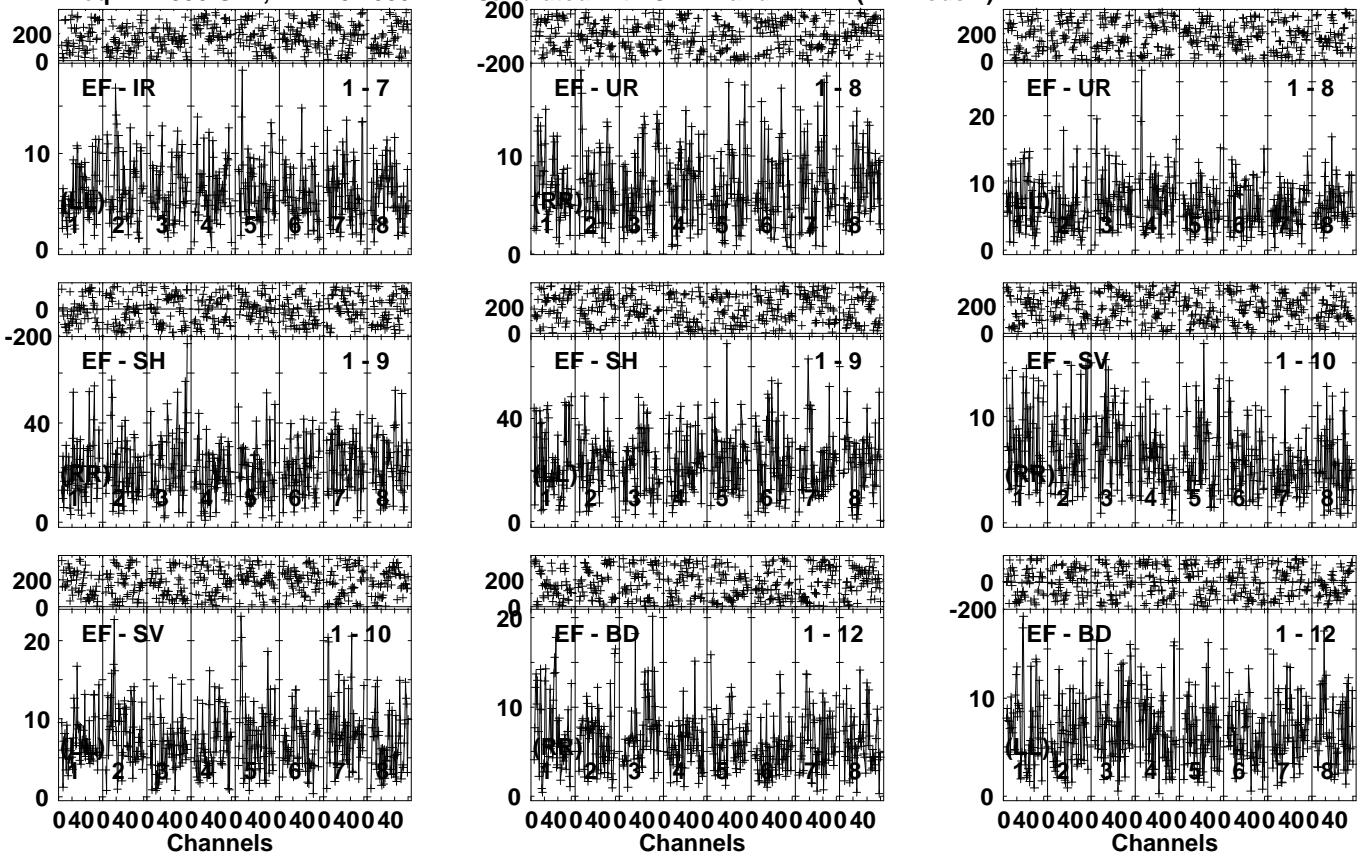 200 0 EF - IR 1 - 7 10 0 (LL) 1 2 3 4 5 6 7 8
200 -200 EF - UR 1 - 8 10 0 (RR) 1 2 3 4 5 6 7 8
200 0 EF - UR 1 - 8 20 10 0 (LL) 1 2 3 4 5 6 7 8
0 -200 EF - SH 1 - 9 40 0 (RR) 1 2 3 4 5 6 7 8
200 0 EF - SH 1 - 9 40 0 (LL) 1 2 3 4 5 6 7 8
200 0 EF - SV 1 - 10 10 0 (RR) 1 2 3 4 5 6 7 8
200 0 EF - SV 1 - 10 20 10 0 (LL) 1 2 3 4 5 6 7 8
200 0 EF - BD 1 - 12 20 10 0 (RR) 1 2 3 4 5 6 7 8
0 -200 EF - BD 1 - 12 10 0 (LL) 1 2 3 4 5 6 7 8
0 40 0 40 0 40 0 40 0 40 0 40 0 40 0 40
Channels
0 40 0 40 0 40 0 40 0 40 0 40 0 40 0 40
Channels
0 40 0 40 0 40 0 40 0 40 0 40 0 40 0 40
Channels